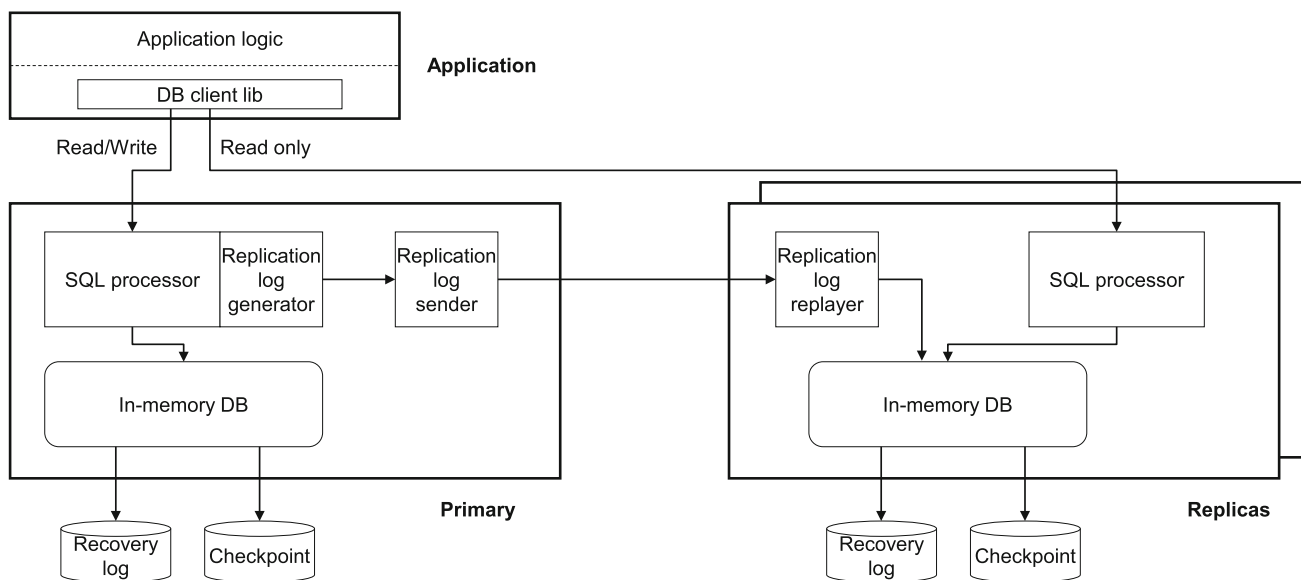 Application logic
Application
DB client lib
Read/Write
Read only
SQL processor
Replication
log
generator
Replication
log
sender
Replication
log
replayer
SQL processor
In-memory DB
In-memory DB
Primary
Replicas
Recovery
log
Checkpoint
Recovery
log
Checkpoint